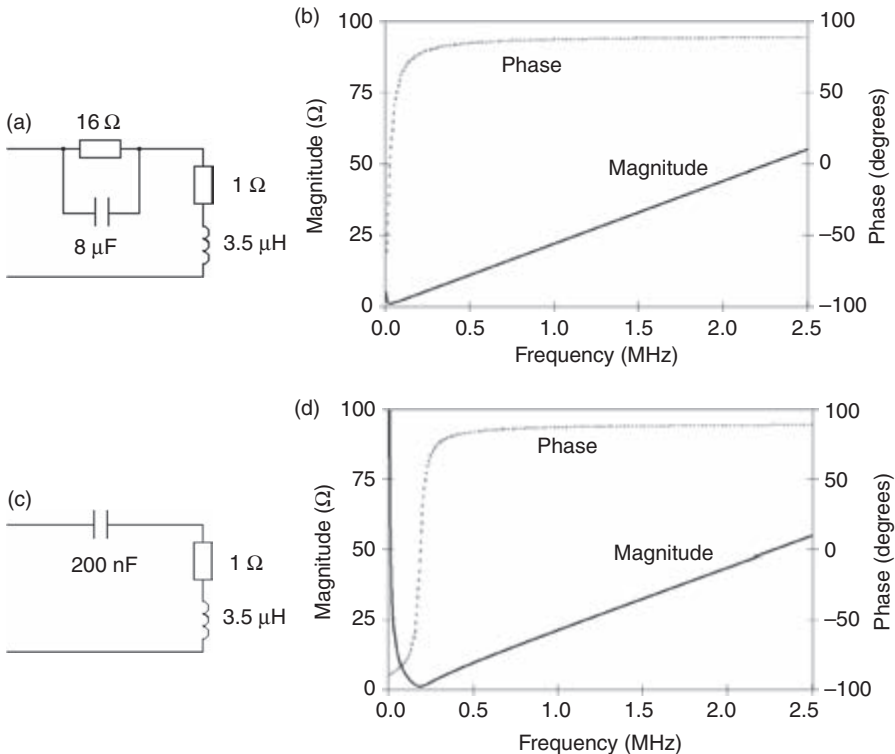 (a)
16 Ω
8 µF
1 Ω
3.5 µH
(b)
100
75
50
25
0
Magnitude (Ω)
100
50
0
–50
–100
Phase (degrees)
Phase
Magnitude
0.0 0.5 1.0 1.5 2.0 2.5
Frequency (MHz)
(c)
200 nF
1 Ω
3.5 µH
(d)
100
75
50
25
0
Magnitude (Ω)
100
50
0
–50
–100
Phase (degrees)
Phase
Magnitude
0.0 0.5 1.0 1.5 2.0 2.5
Frequency (MHz)